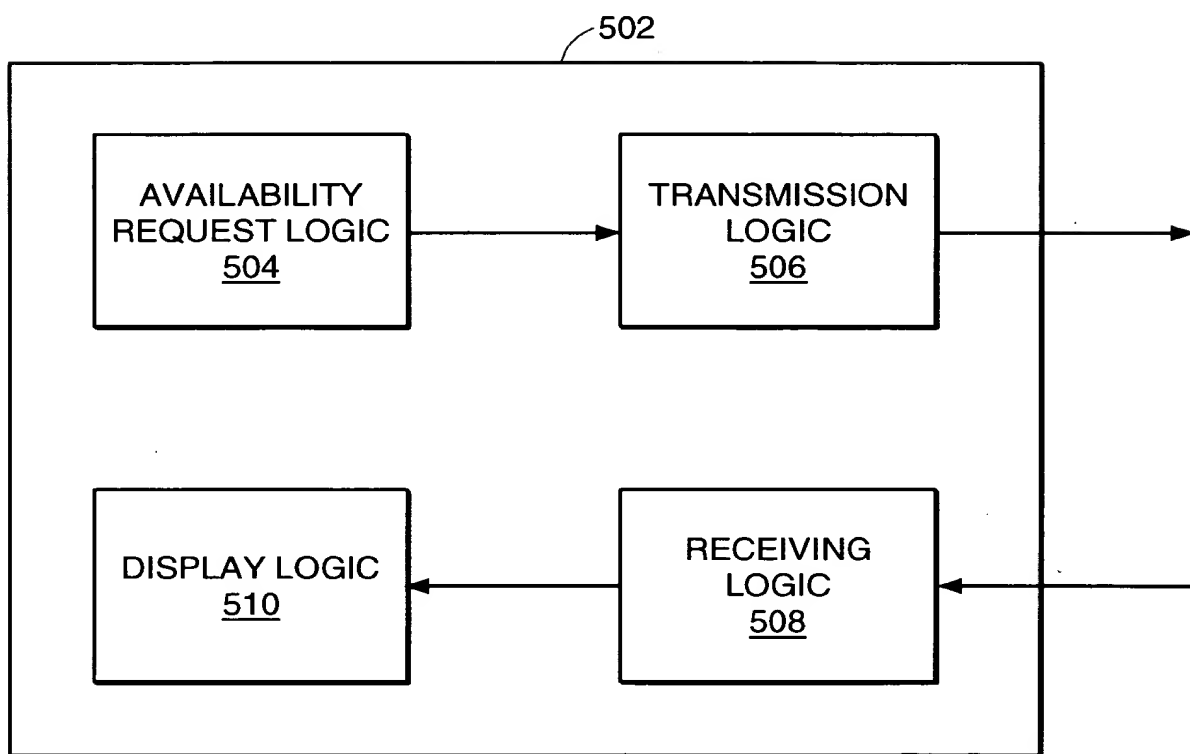 502
AVAILABILITY
REQUEST LOGIC
504
TRANSMISSION
LOGIC
506
DISPLAY LOGIC
510
RECEIVING
LOGIC
508